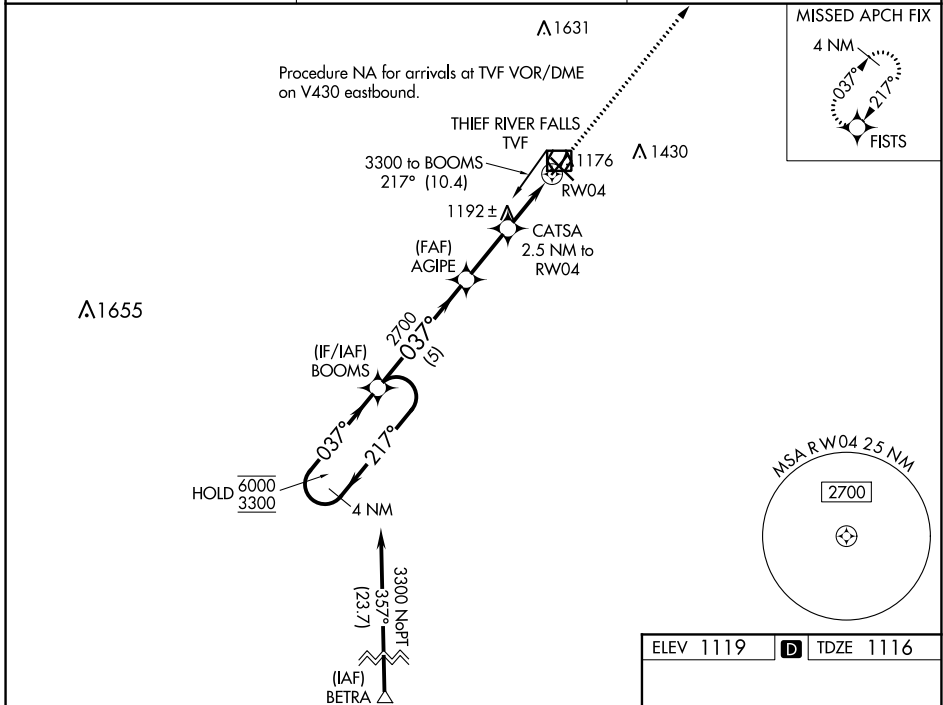 1631
MISSED APCH FIX
4 NM
037°
217°
FISTS
Procedure NA for arrivals at TVF VOR/DME
on V430 eastbound.
THIEF RIVER FALLS
TVF
1176
1430
3300 to BOOMS
217° (10.4)
RW04
1192 ±
CATSA
2.5 NM to
RW04
(FAF)
AGIPE
1655
2700
037°
(5)
(IF/IAF)
BOOMS
037°
217°
HOLD 6000
3300
4 NM
MSA RW04 25 NM
2700
3300 NoPT
357°
(23.7)
(IAF)
BETRA
ELEV 1119 D TDZE 1116